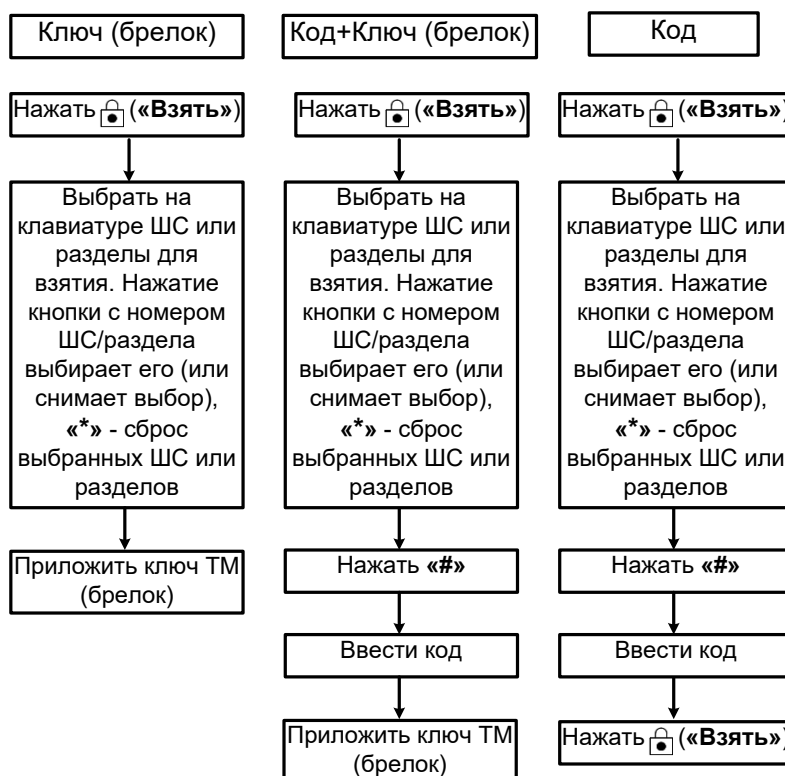 Ключ (брелок)
Код+Ключ (брелок)
Код
Нажать («Взять»)
Выбрать на
клавиатуре ШС или
разделы для
взятия. Нажатие
кнопки с номером
ШС/раздела
выбирает его (или
снимает выбор),
«*» - сброс
выбранных ШС или
разделов
Приложить ключ ТМ
(брелок)
Нажать («Взять»)
Выбрать на
клавиатуре ШС или
разделы для
взятия. Нажатие
кнопки с номером
ШС/раздела
выбирает его (или
снимает выбор),
«*» - сброс
выбранных ШС или
разделов
Нажать «#»
Ввести код
Приложить ключ ТМ
(брелок)
Нажать («Взять»)
Выбрать на
клавиатуре ШС или
разделы для
взятия. Нажатие
кнопки с номером
ШС/раздела
выбирает его (или
снимает выбор),
«*» - сброс
выбранных ШС или
разделов
Нажать «#»
Ввести код
Нажать («Взять»)